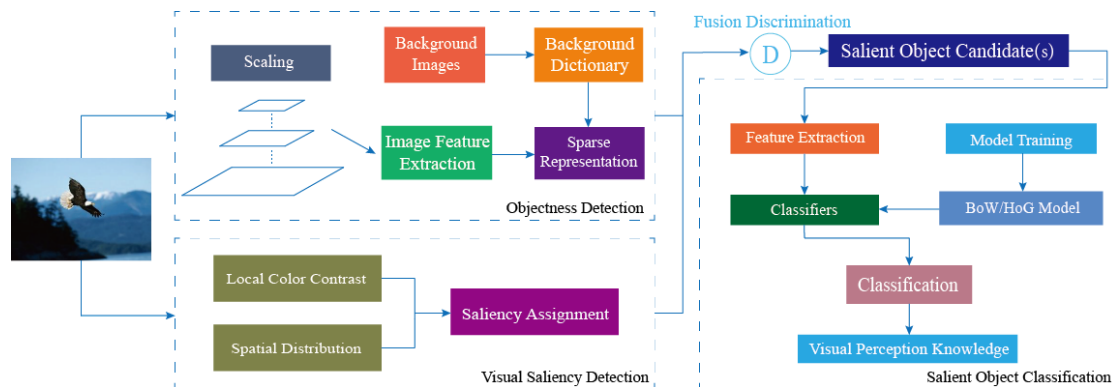 Scaling
Background
Images
Background
Dictionary
Image Feature
Extraction
Sparse
Representation
Objectness Detection
Local Color Contrast
Spatial Distribution
Saliency Assignment
Visual Saliency Detection
Fusion Discrimination
D
Salient Object Candidate(s)
Feature Extraction
Model Training
Classifiers
BoW/HoG Model
Classification
Visual Perception Knowledge
Salient Object Classification